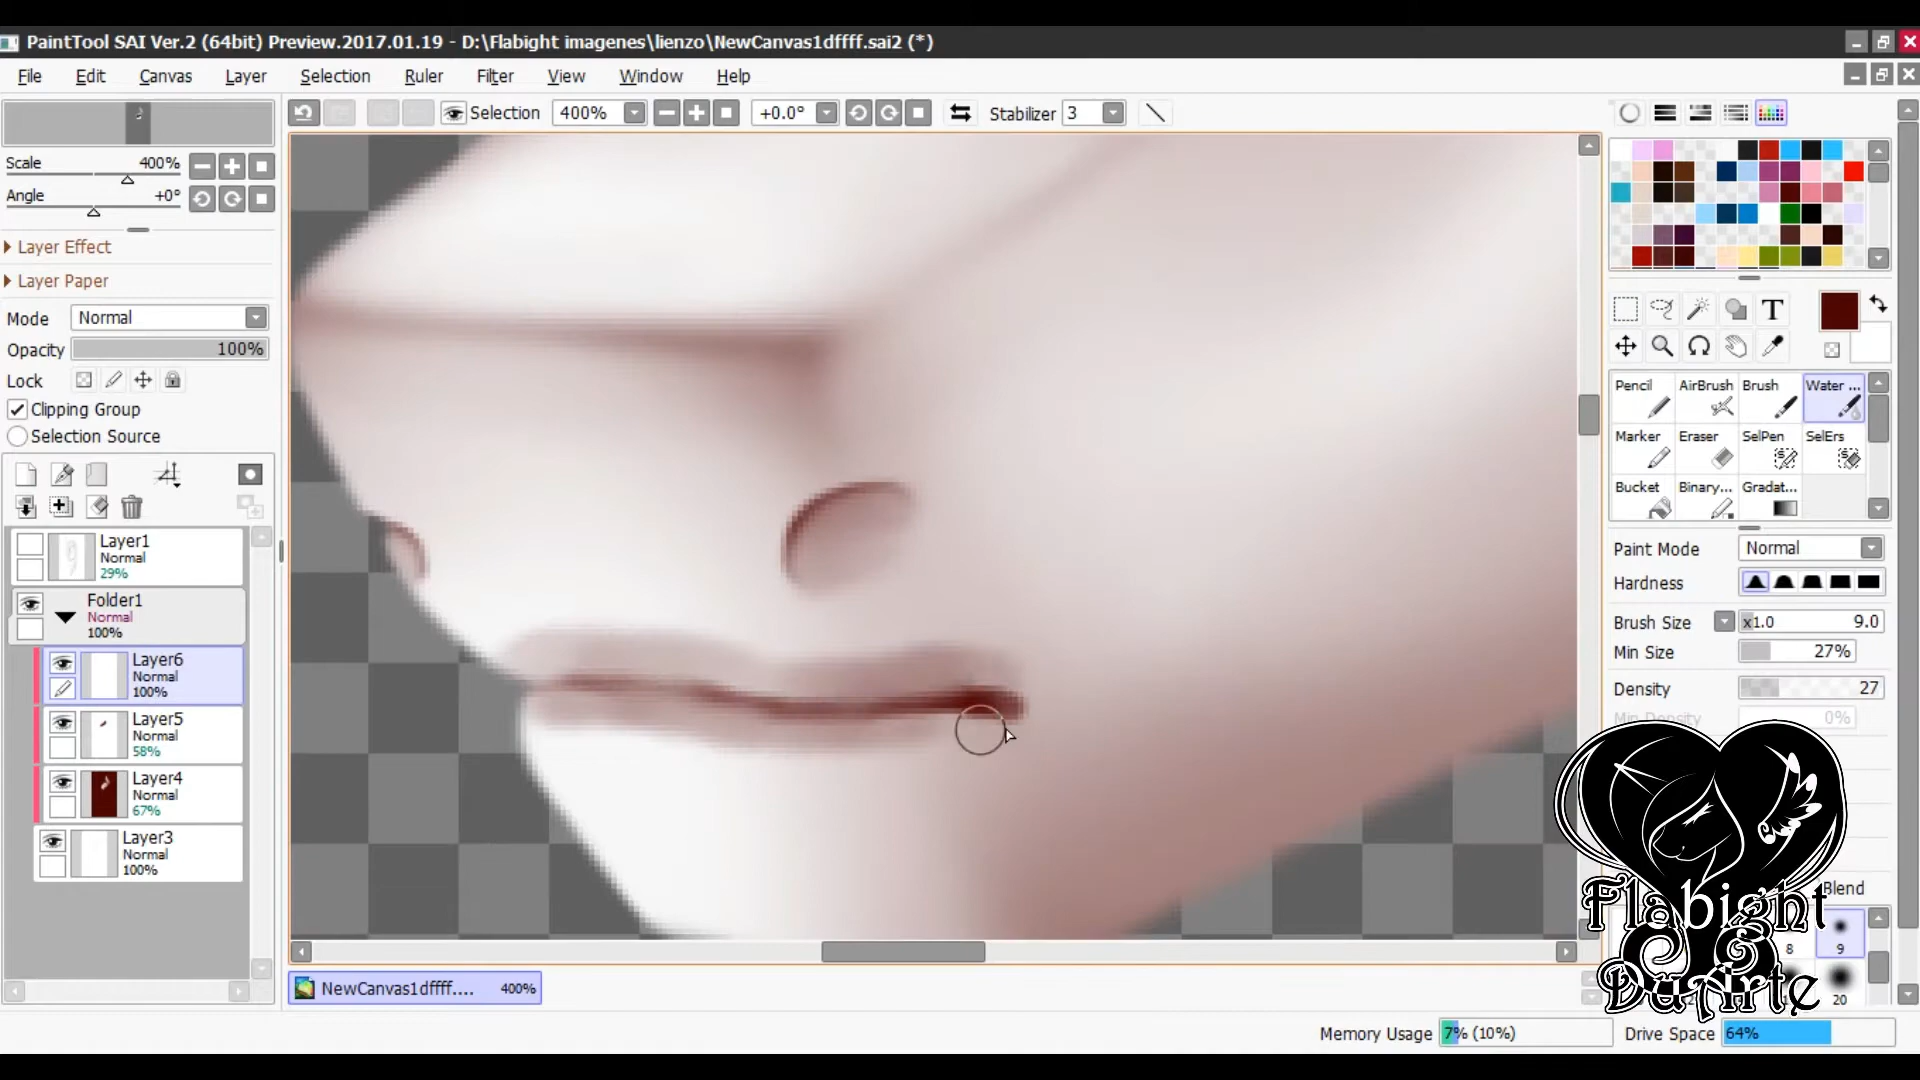 PaintTool SAI Ver.2 (64bit) Preview.2017.01.19 - D:\Flabight imagenes\lienzo\NewCanvas1dffff.sai2 (*)
File Edit Canvas Layer Selection Ruler Filter View Window Help
Selection 400% +0.0° Stabilizer 3
Scale 400%
Angle +0°
Layer Effect
Layer Paper
Mode Normal
Opacity 100%
Lock
Clipping Group
Selection Source
Layer1
Normal
29%
Folder1
Normal
100%
Layer6
Normal
100%
Layer5
Normal
58%
Layer4
Normal
67%
Layer3
Normal
100%
T
Pencil AirBrush Brush Water ...
Marker Eraser SelPen SelErs
Bucket Binary... Gradat...
Paint Mode Normal
Hardness
Brush Size x1.0 9.0
Min Size 27%
Density 27
Min Density 0%
Blend
8 9
20
Flabight
DuArte
NewCanvas1dffff.... 400%
Memory Usage 7% (10%) Drive Space 64%